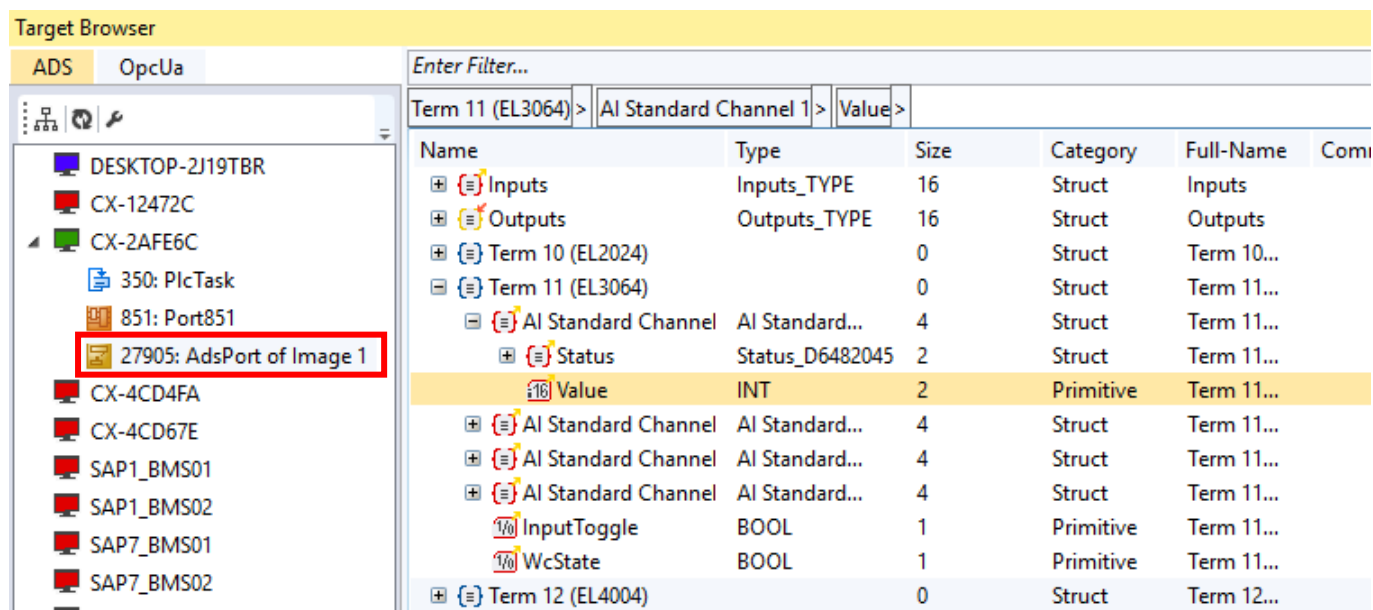 Target Browser
ADS OpcUa
Enter Filter...
Term 11 (EL3064) > AI Standard Channel 1 > Value >
DESKTOP-2J19TBR
CX-12472C
CX-2AFE6C
350: PlcTask
851: Port851
27905: AdsPort of Image 1
CX-4CD4FA
CX-4CD67E
SAP1_BMS01
SAP1_BMS02
SAP7_BMS01
SAP7_BMS02
Name Type Size Category Full-Name Comm
Inputs Inputs_TYPE 16 Struct Inputs
Outputs Outputs_TYPE 16 Struct Outputs
Term 10 (EL2024) 0 Struct Term 10...
Term 11 (EL3064) 0 Struct Term 11...
AI Standard Channel AI Standard... 4 Struct Term 11...
Status Status_D6482045 2 Struct Term 11...
Value INT 2 Primitive Term 11...
AI Standard Channel AI Standard... 4 Struct Term 11...
AI Standard Channel AI Standard... 4 Struct Term 11...
AI Standard Channel AI Standard... 4 Struct Term 11...
InputToggle BOOL 1 Primitive Term 11...
WcState BOOL 1 Primitive Term 11...
Term 12 (EL4004) 0 Struct Term 12...